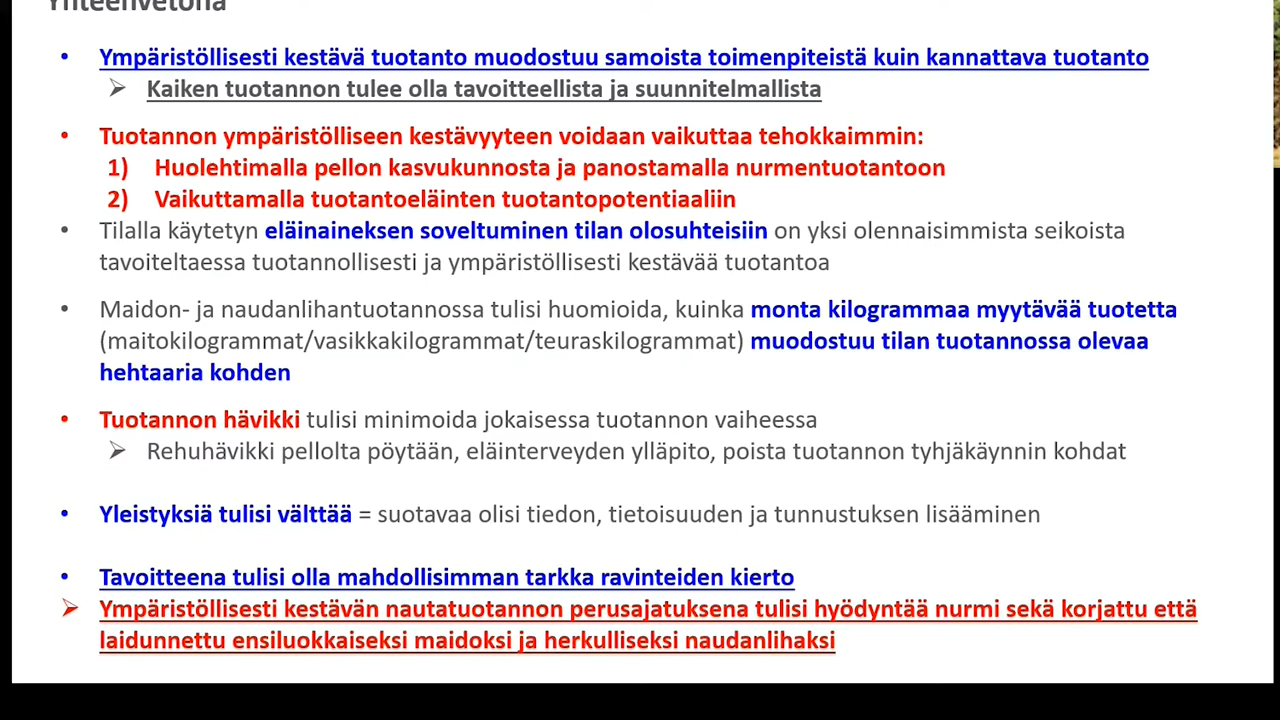 Yhteenvetona
• Ympäristöllisesti kestävä tuotanto muodostuu samoista toimenpiteistä kuin kannattava tuotanto
➢ Kaiken tuotannon tulee olla tavoitteellista ja suunnitelmallista
• Tuotannon ympäristölliseen kestävyyteen voidaan vaikuttaa tehokkaimmin:
1) Huolehtimalla pellon kasvukunnosta ja panostamalla nurmentuotantoon
2) Vaikuttamalla tuotantoeläinten tuotantopotentiaaliin
• Tilalla käytetyn eläinaineksen soveltuminen tilan olosuhteisiin on yksi olennaisimmista seikoista
tavoiteltaessa tuotannollisesti ja ympäristöllisesti kestävää tuotantoa
• Maidon- ja naudanlihantuotannossa tulisi huomioida, kuinka monta kilogrammaa myytävää tuotetta
(maitokilogrammat/vasikkakilogrammat/teuraskilogrammat) muodostuu tilan tuotannossa olevaa
hehtaaria kohden
• Tuotannon hävikki tulisi minimoida jokaisessa tuotannon vaiheessa
➢ Rehuhävikki pellolta pöytään, eläinterveyden ylläpito, poista tuotannon tyhjäkäynnin kohdat
• Yleistyksiä tulisi välttää = suotavaa olisi tiedon, tietoisuuden ja tunnustuksen lisääminen
• Tavoitteena tulisi olla mahdollisimman tarkka ravinteiden kierto
➢ Ympäristöllisesti kestävän nautatuotannon perusajatuksena tulisi hyödyntää nurmi sekä korjattu että
laidunnettu ensiluokkaiseksi maidoksi ja herkulliseksi naudanlihaksi